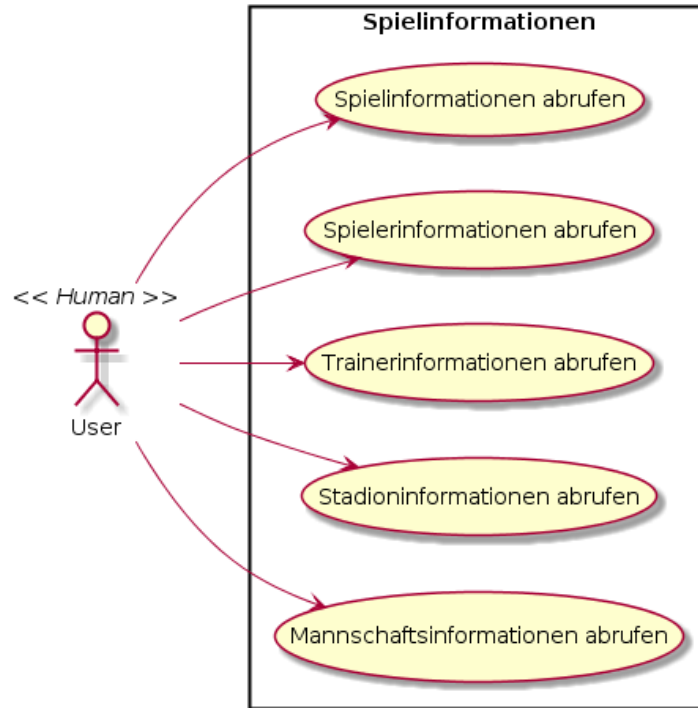 Spielinformationen
Spielinformationen abrufen
Spielerinformationen abrufen
<< Human >>
User
Trainerinformationen abrufen
Stadioninformationen abrufen
Mannschaftsinformationen abrufen